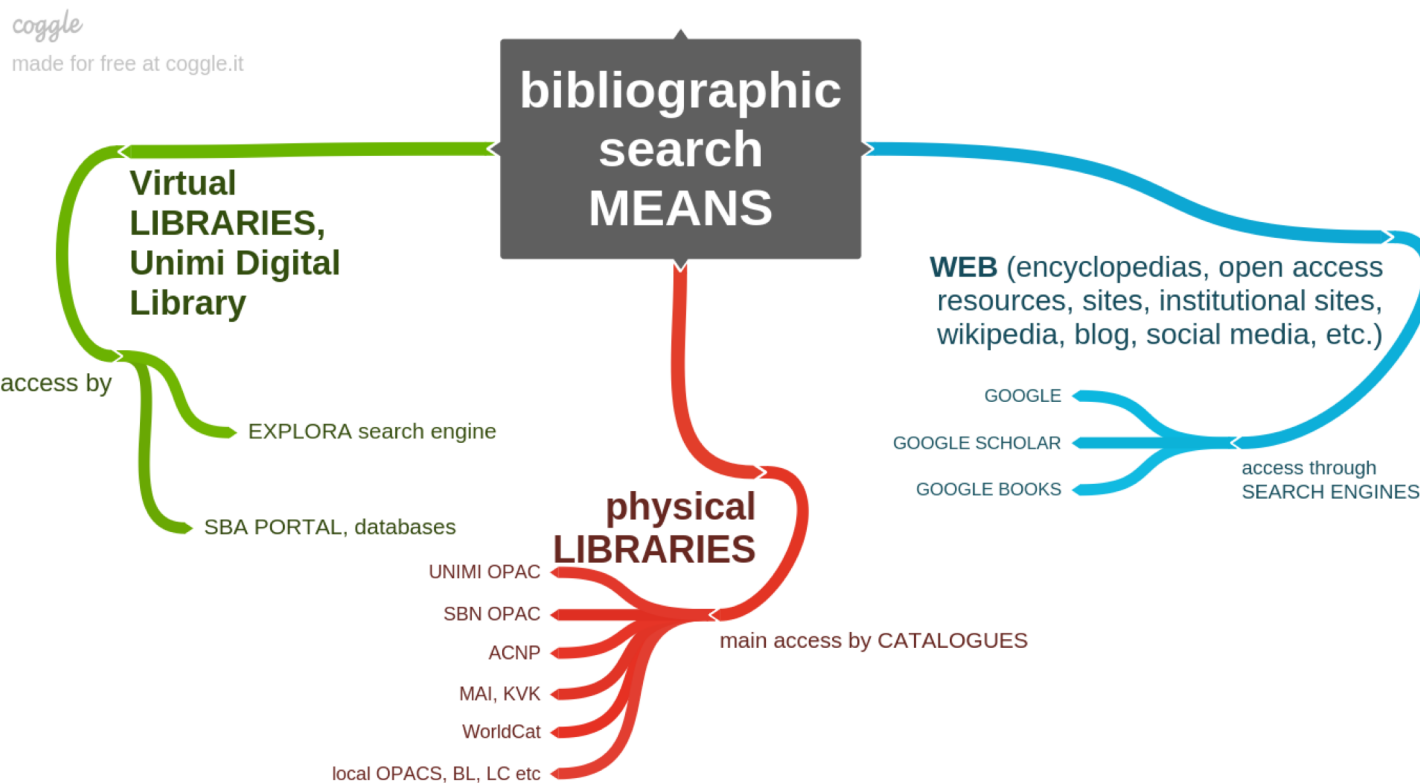 coggle
made for free at coggle.it
bibliographic
search
MEANS
Virtual
LIBRARIES,
Unimi Digital
Library
access by
EXPLORA search engine
SBA PORTAL, databases
physical
LIBRARIES
main access by CATALOGUES
UNIMI OPAC
SBN OPAC
ACNP
MAI, KVK
WorldCat
local OPACS, BL, LC etc
WEB (encyclopedias, open access
resources, sites, institutional sites,
wikipedia, blog, social media, etc.)
access through
SEARCH ENGINES
GOOGLE
GOOGLE SCHOLAR
GOOGLE BOOKS